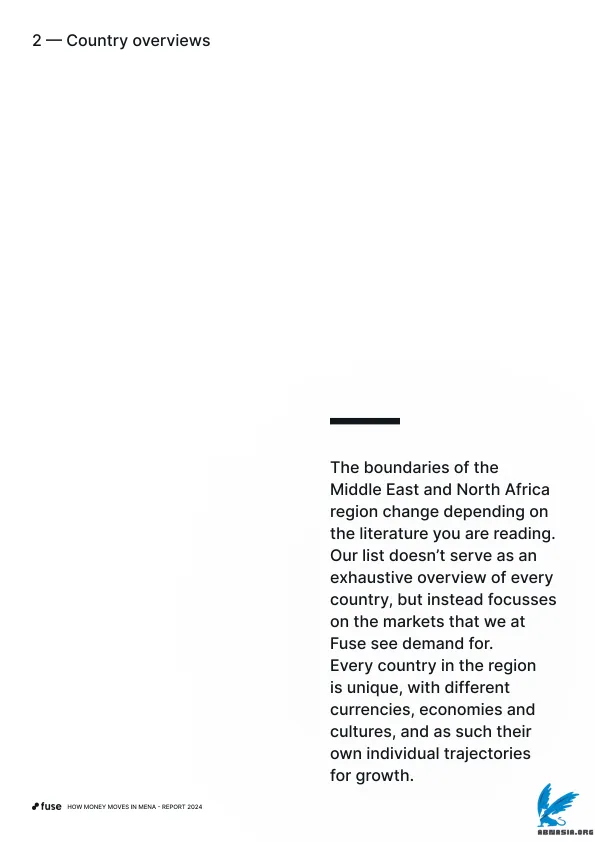 2 — Country overviews
The boundaries of the
Middle East and North Africa
region change depending on
the literature you are reading.
Our list doesn’t serve as an
exhaustive overview of every
country, but instead focusses
on the markets that we at
Fuse see demand for.
Every country in the region
is unique, with different
currencies, economies and
cultures, and as such their
own individual trajectories
for growth.
fuse HOW MONEY MOVES IN MENA - REPORT 2024
ABNASIA.ORG